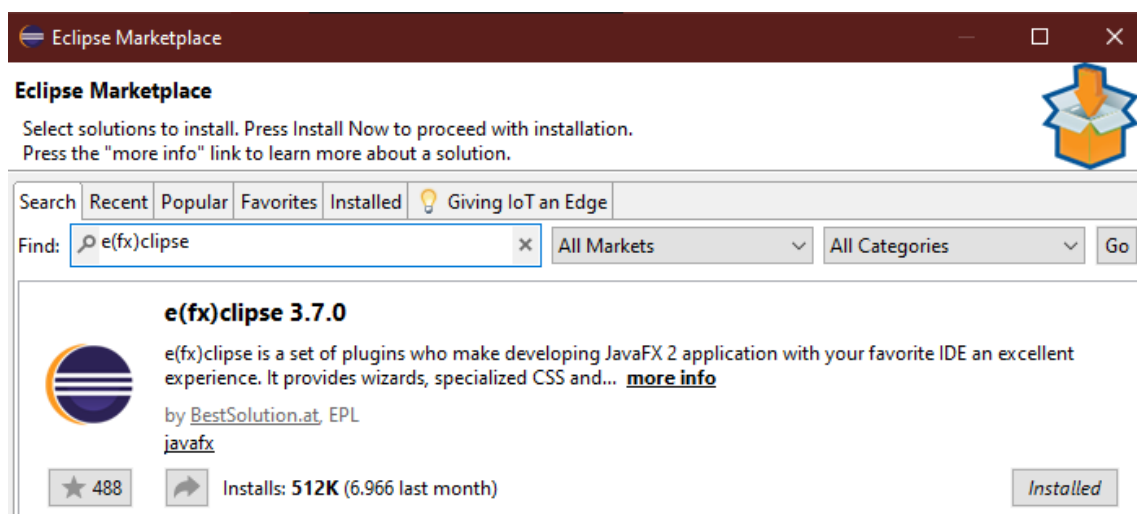 Eclipse Marketplace
Eclipse Marketplace
Select solutions to install. Press Install Now to proceed with installation.
Press the "more info" link to learn more about a solution.
Search Recent Popular Favorites Installed Giving IoT an Edge
Find: e(fx)clipse All Markets All Categories Go
e(fx)clipse 3.7.0
e(fx)clipse is a set of plugins who make developing JavaFX 2 application with your favorite IDE an excellent
experience. It provides wizards, specialized CSS and... more info
by BestSolution.at, EPL
javafx
488 Installs: 512K (6.966 last month) Installed